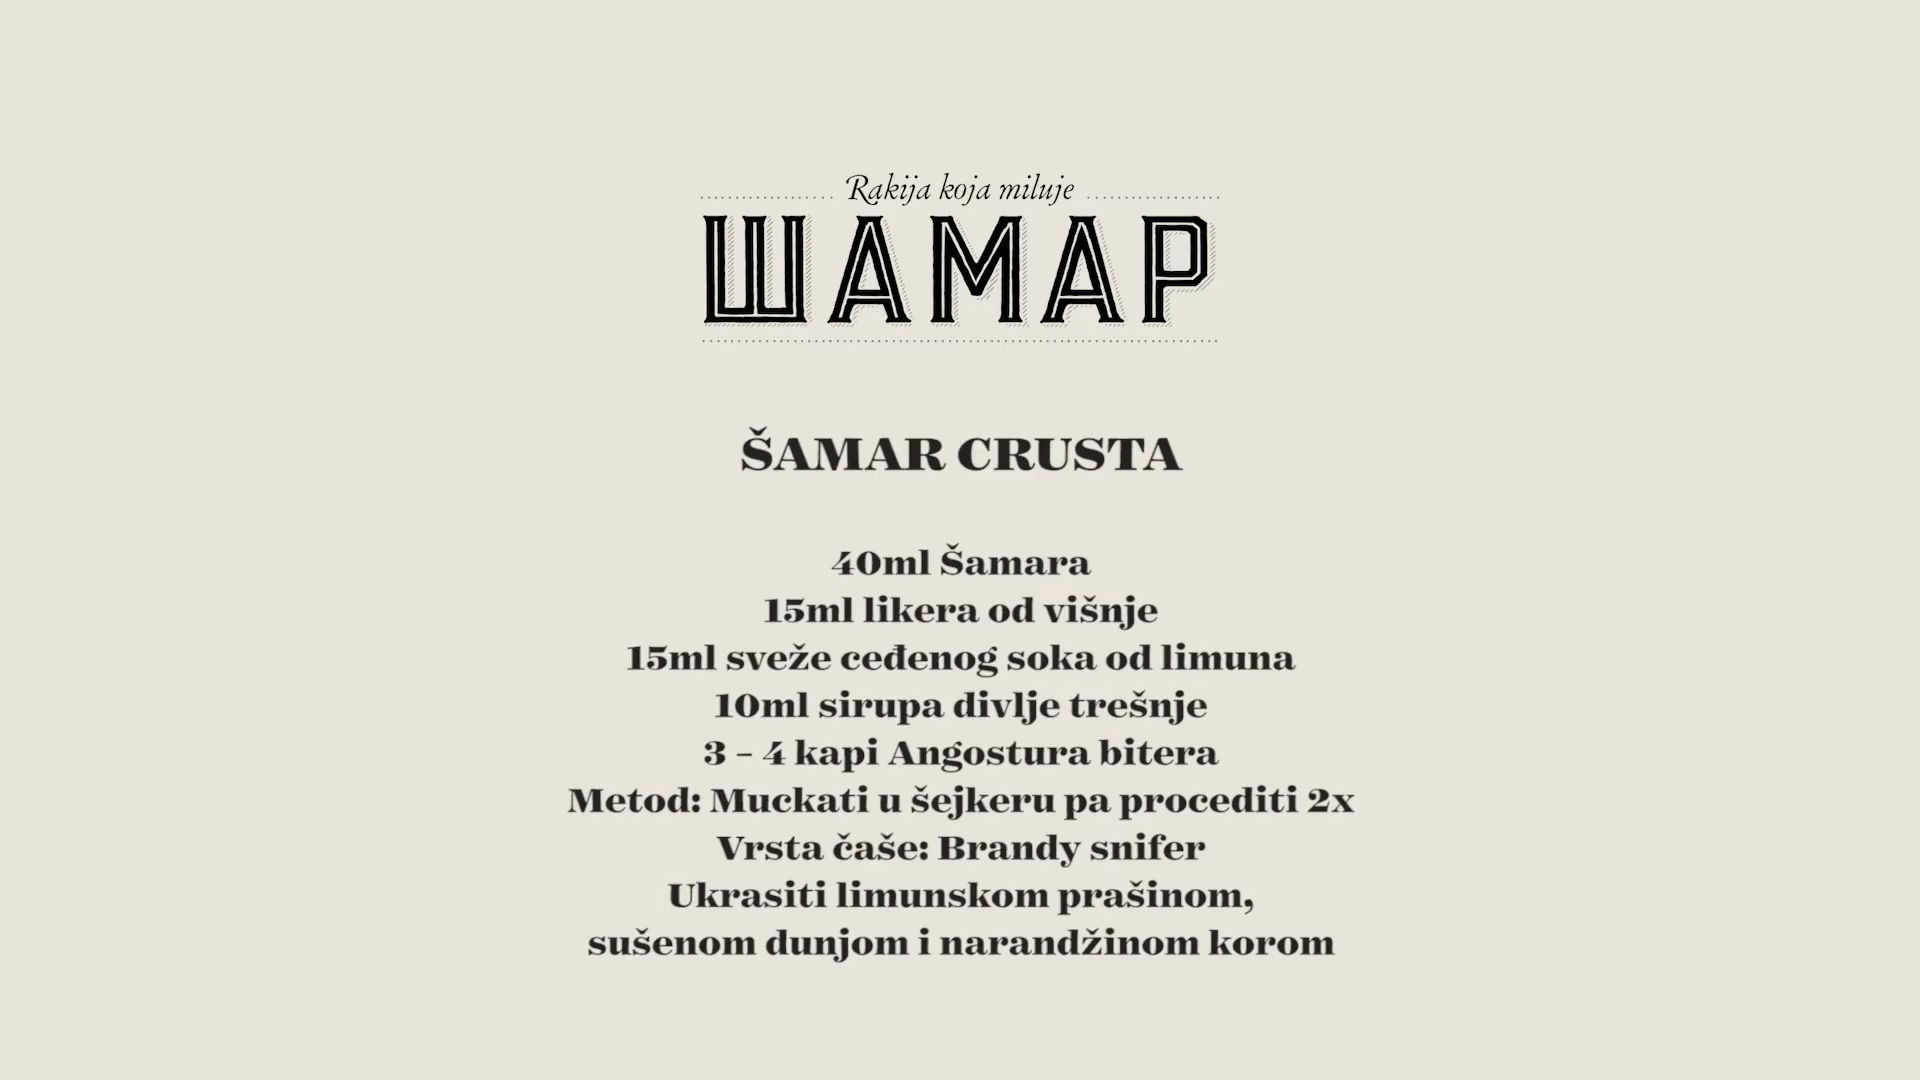 Rakija koja miluje
ШАМАР
ŠAMAR CRUSTA
40ml Šamara
15ml likera od višnje
15ml sveže ceđenog soka od limuna
10ml sirupa divlje trešnje
3 – 4 kapi Angostura bitera
Metod: Muckati u šejkeru pa procediti 2x
Vrsta čaše: Brandy snifer
Ukrasiti limunskom prašinom,
sušenom dunjom i narandžinom korom